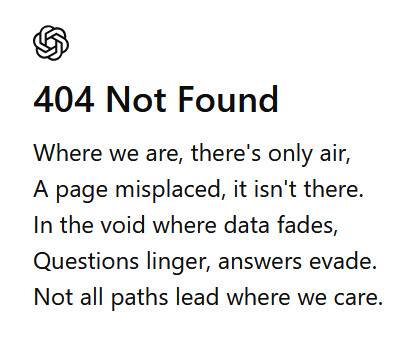 404 Not Found
Where we are, there's only air,
A page misplaced, it isn't there.
In the void where data fades,
Questions linger, answers evade.
Not all paths lead where we care.